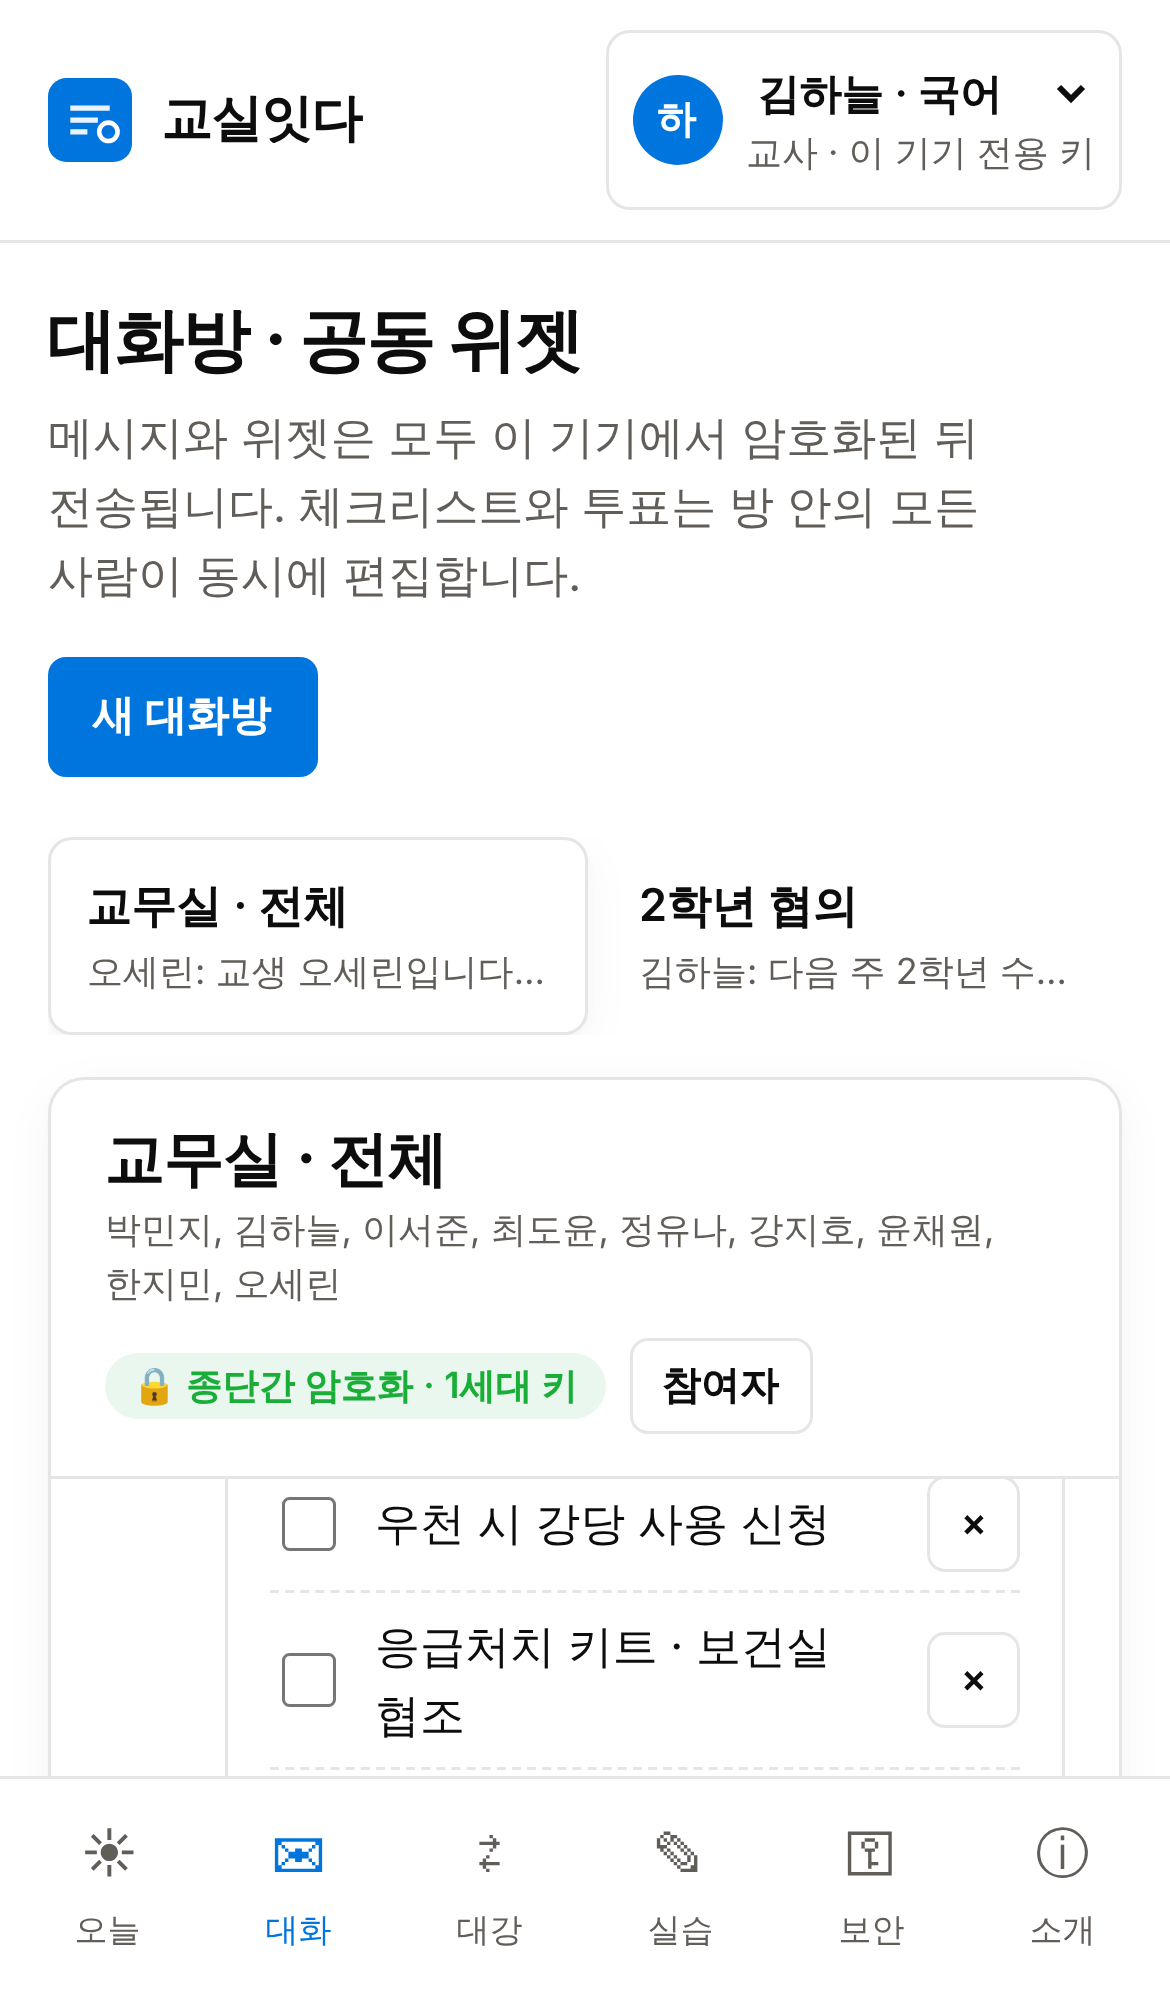 교실잇다
하
김하늘 · 국어
교사 · 이 기기 전용 키
대화방 · 공동 위젯
메시지와 위젯은 모두 이 기기에서 암호화된 뒤
전송됩니다. 체크리스트와 투표는 방 안의 모든
사람이 동시에 편집합니다.
새 대화방
교무실 · 전체
오세린: 교생 오세린입니다...
2학년 협의
김하늘: 다음 주 2학년 수...
교무실 · 전체
박민지, 김하늘, 이서준, 최도윤, 정유나, 강지호, 윤채원,
한지민, 오세린
🔒 종단간 암호화 · 1세대 키
참여자
우천 시 강당 사용 신청
×
응급처치 키트 · 보건실
협조
×
오늘
대화
대강
실습
보안
소개